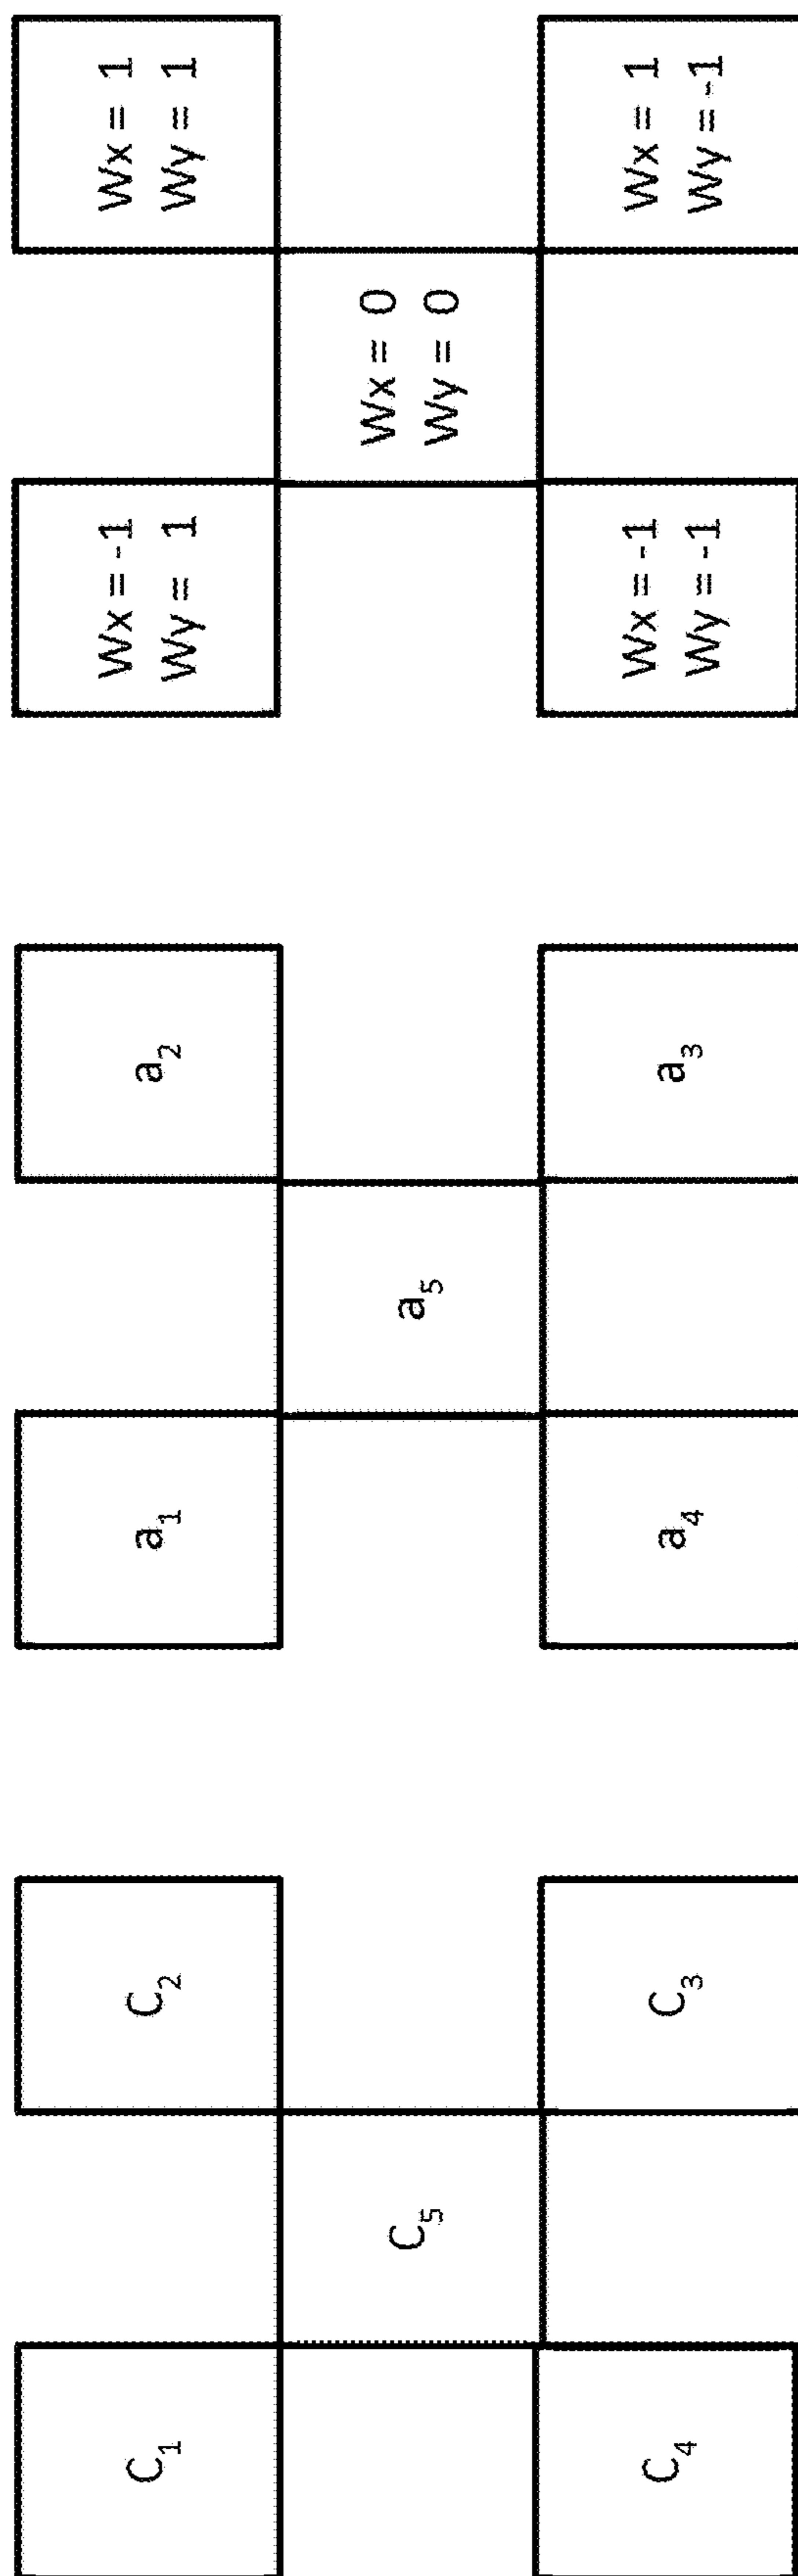 C₁
C₂
C₅
C₄
C₃
a₁
a₂
a₅
a₄
a₃
Wx = -1
Wy = 1
Wx = 1
Wy = 1
Wx = 0
Wy = 0
Wx = -1
Wy = -1
Wx = 1
Wy = -1